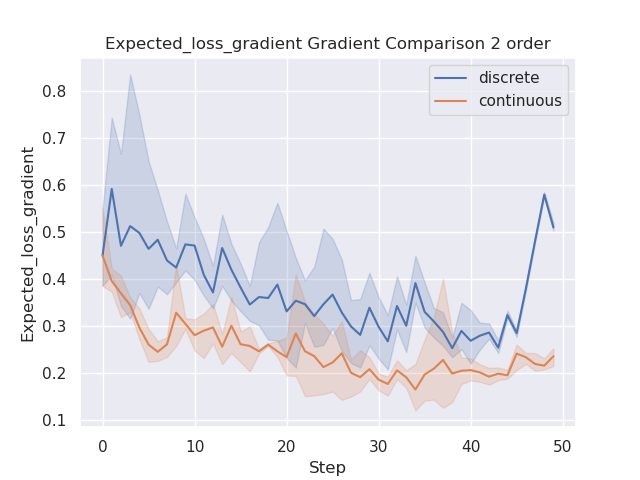 Expected_loss_gradient Gradient Comparison 2 order
discrete
continuous
Expected_loss_gradient
0.8
0.7
0.6
0.5
0.4
0.3
0.2
0.1
0 10 20 30 40 50
Step